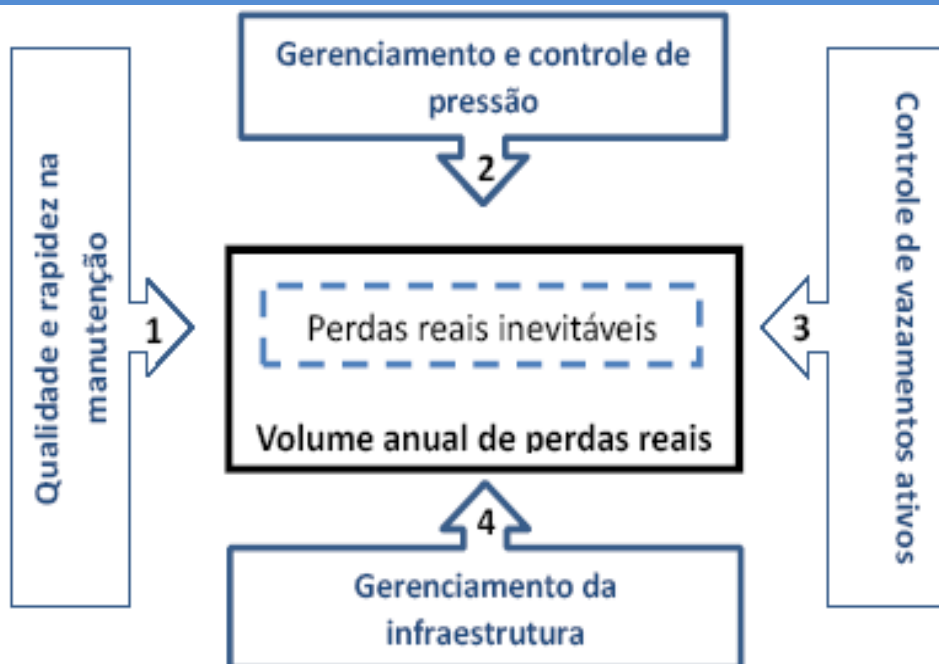 Gerenciamento e controle de
pressão
2
Qualidade e rapidez na
manutenção
1
Perdas reais inevitáveis
Volume anual de perdas reais
3
Controle de vazamentos ativos
4
Gerenciamento da
infraestrutura